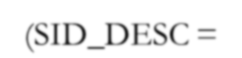 (SID_DESC =